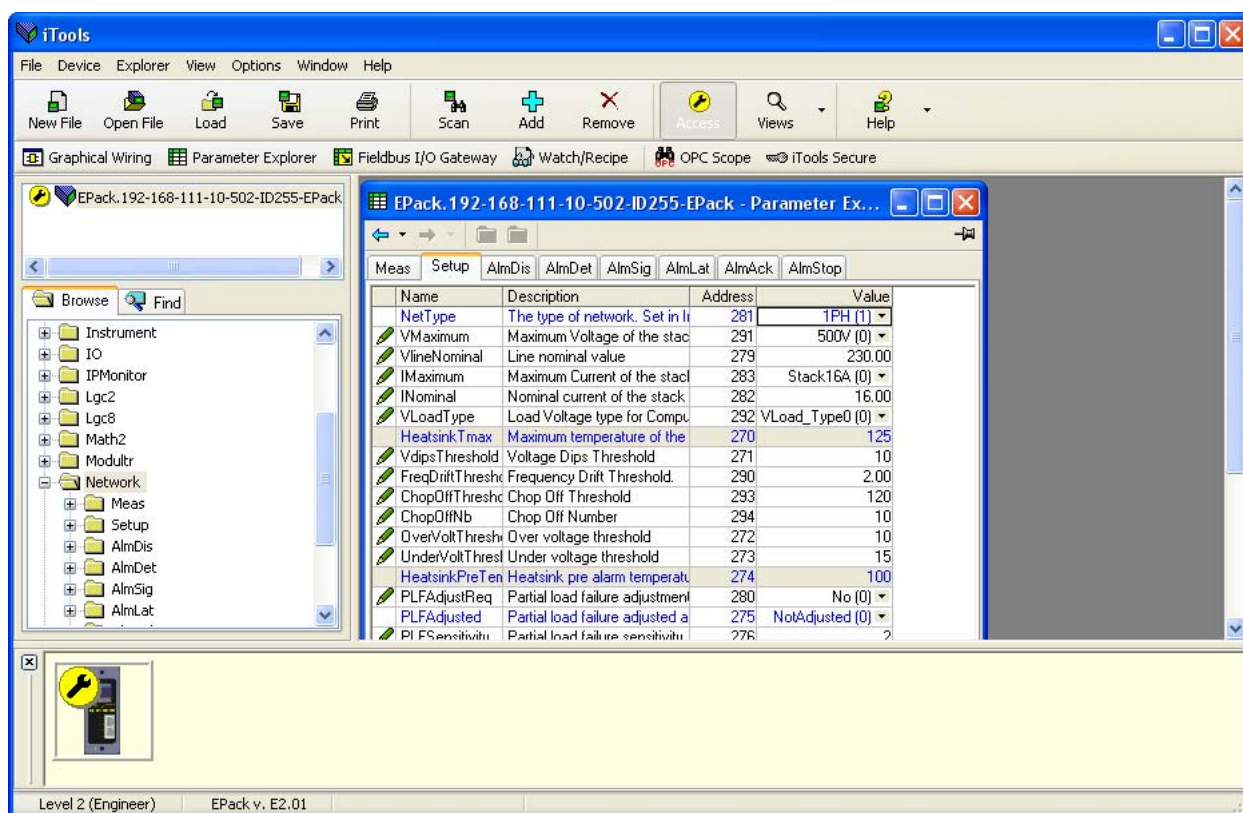 iTools
File Device Explorer View Options Window Help
New File Open File Load Save Print Scan Add Remove Access Views Help
Graphical Wiring Parameter Explorer Fieldbus I/O Gateway Watch/Recipe OPC Scope iTools Secure
EPack.192-168-111-10-502-ID255-EPack
Browse Find
Instrument
IO
IPMonitor
Lgc2
Lgc8
Math2
Modultr
Network
Meas
Setup
AlmDis
AlmDet
AlmSig
AlmLat
EPack.192-168-111-10-502-ID255-EPack - Parameter Ex...
Meas Setup AlmDis AlmDet AlmSig AlmLat AlmAck AlmStop
Name Description Address Value
NetType The type of network. Set in I 281 1PH (1)
VMaximum Maximum Voltage of the stac 291 500V (0)
VlineNominal Line nominal value 279 230.00
IMaximum Maximum Current of the stack 283 Stack16A (0)
INominal Nominal current of the stack 282 16.00
VLoadType Load Voltage type for Compu 292 VLoad_Type0 (0)
HeatsinkTmax Maximum temperature of the 270 125
VdipsThreshold Voltage Dips Threshold 271 10
FreqDriftThresho Frequency Drift Threshold. 290 2.00
ChopOffThresho Chop Off Threshold 293 120
ChopOffNb Chop Off Number 294 10
OverVoltThresh Over voltage threshold 272 10
UnderVoltThresl Under voltage threshold 273 15
HeatsinkPreTen Heatsink pre alarm temperatu 274 100
PLFAdjustReq Partial load failure adjustment 280 No (0)
PLFAdjusted Partial load failure adjusted a 275 NotAdjusted (0)
PLFSensitivity Partial load failure sensitivity 276 2
Level 2 (Engineer) EPack v. E2.01